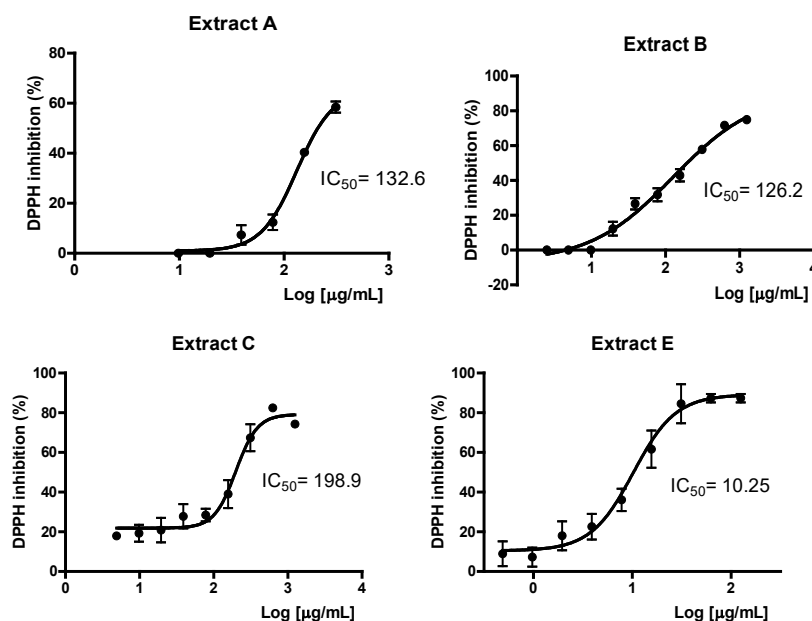 Extract A
DPPH inhibition (%)
80
60
40
20
0
0
1
2
3
IC50= 132.6
Log [µg/mL]
Extract B
DPPH inhibition (%)
100
80
60
40
20
0
-20
1
2
3
4
IC50= 126.2
Log [µg/mL]
Extract C
DPPH inhibition (%)
100
80
60
40
20
0
0
1
2
3
4
IC50= 198.9
Log [µg/mL]
Extract E
DPPH inhibition (%)
100
80
60
40
20
0
0
1
2
IC50= 10.25
Log [µg/mL]